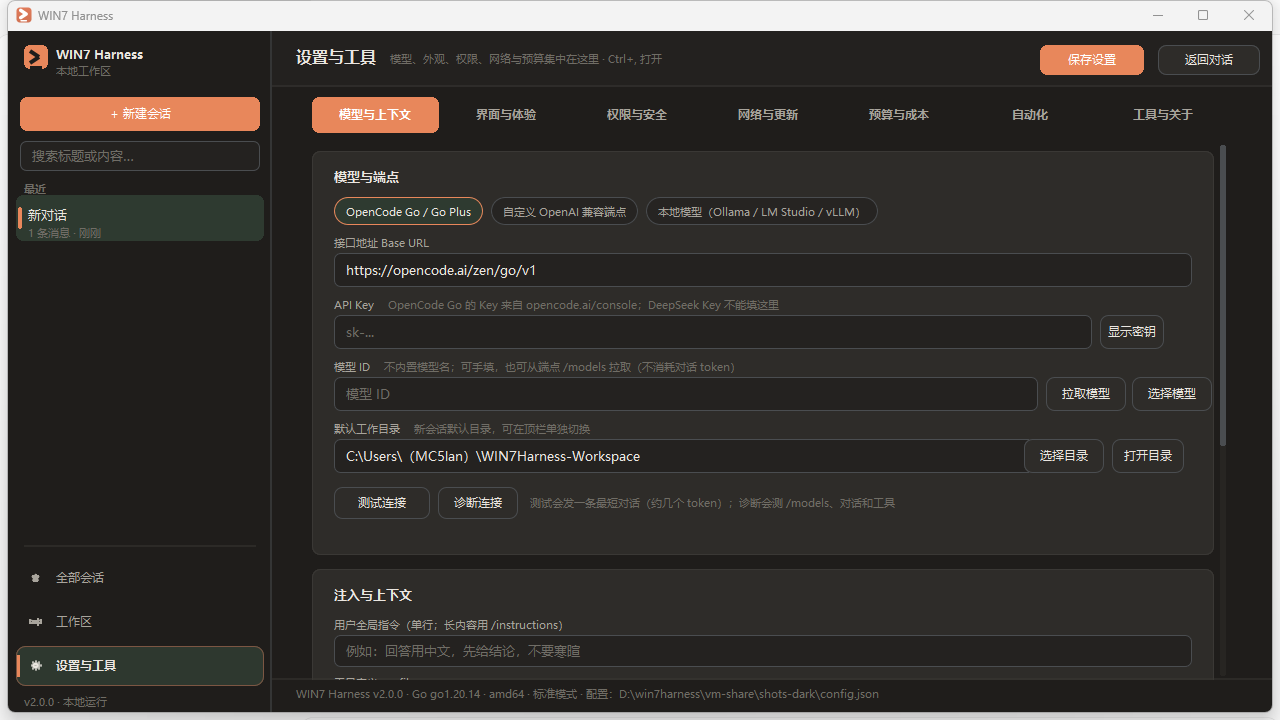 WIN7 Harness
WIN7 Harness
本地工作区
+ 新建会话
搜索标题或内容...
最近
新对话
1 条消息 · 刚刚
全部会话
工作区
设置与工具
v2.0.0 · 本地运行
设置与工具 模型、外观、权限、网络与预算集中在这里 · Ctrl+, 打开
保存设置 返回对话
模型与上下文 界面与体验 权限与安全 网络与更新 预算与成本 自动化 工具与关于
模型与端点
OpenCode Go / Go Plus 自定义 OpenAI 兼容端点 本地模型（Ollama / LM Studio / vLLM）
接口地址 Base URL
https://opencode.ai/zen/go/v1
API Key OpenCode Go 的 Key 来自 opencode.ai/console；DeepSeek Key 不能填这里
sk-... 显示密钥
模型 ID 不内置模型名；可手填，也可从端点 /models 拉取（不消耗对话 token）
模型 ID 拉取模型 选择模型
默认工作目录 新会话默认目录，可在顶栏单独切换
C:\Users\（MC5lan）\WIN7Harness-Workspace 选择目录 打开目录
测试连接 诊断连接 测试会发一条最短对话（约几个 token）；诊断会测 /models、对话和工具
注入与上下文
用户全局指令（单行；长内容用 /instructions）
例如：回答用中文，先给结论，不要寒暄
WIN7 Harness v2.0.0 · Go go1.20.14 · amd64 · 标准模式 · 配置：D:\win7harness\vm-share\shots-dark\config.json